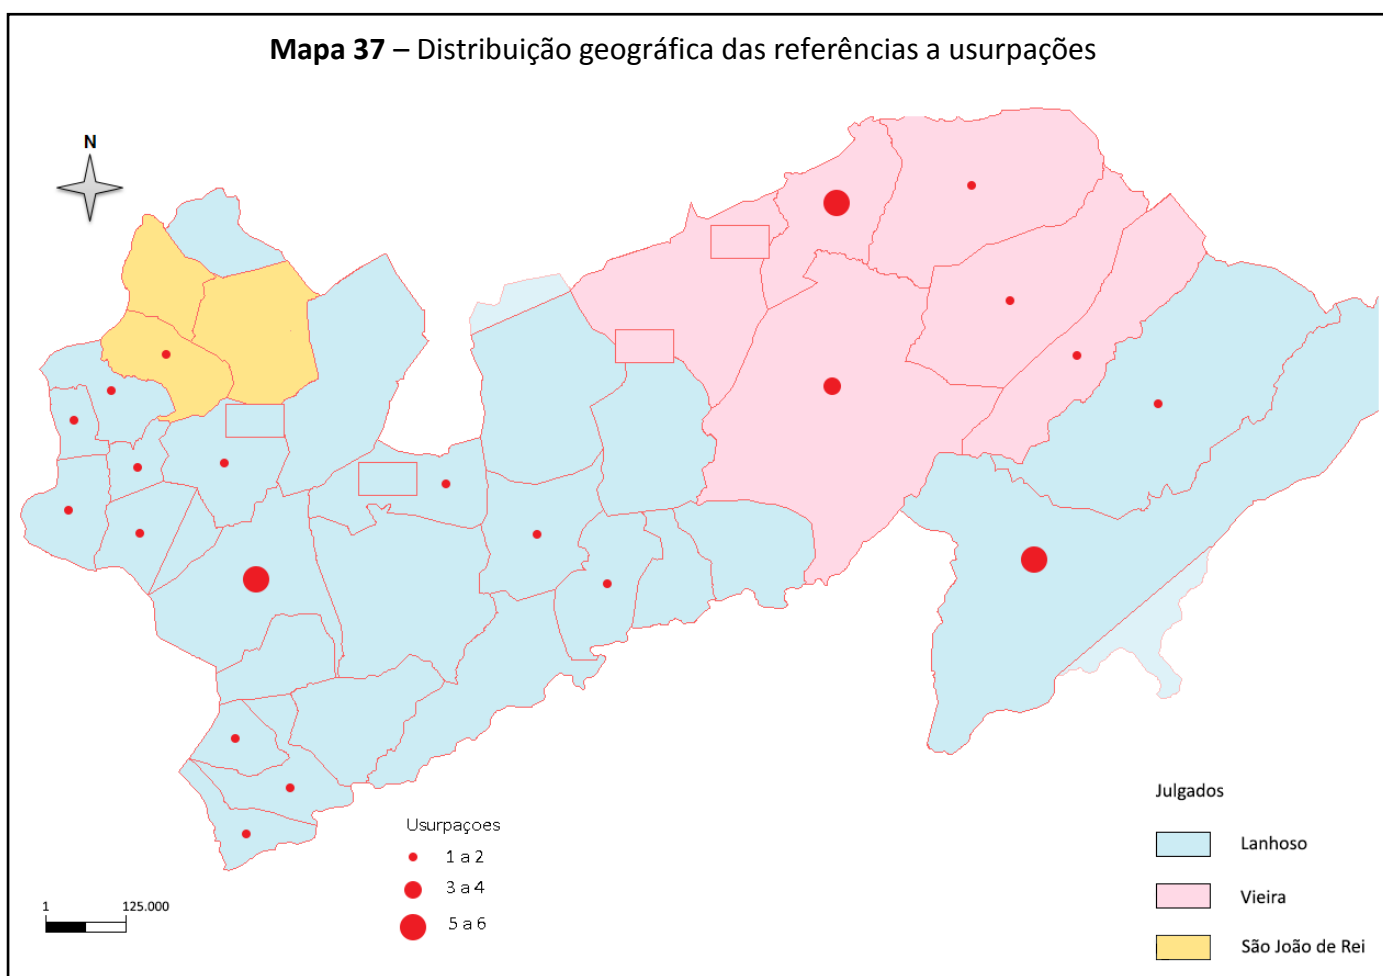 Mapa 37 – Distribuição geográfica das referências a usurpações
N
Usurpaçoes
1 a 2
3 a 4
5 a 6
1 125.000
Julgados
Lanhoso
Vieira
São João de Rei